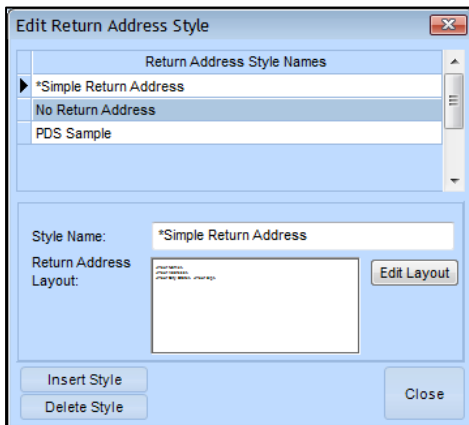 Edit Return Address Style
Return Address Style Names
*Simple Return Address
No Return Address
PDS Sample
Style Name:
*Simple Return Address
Return Address
Layout:
Edit Layout
Insert Style
Delete Style
Close